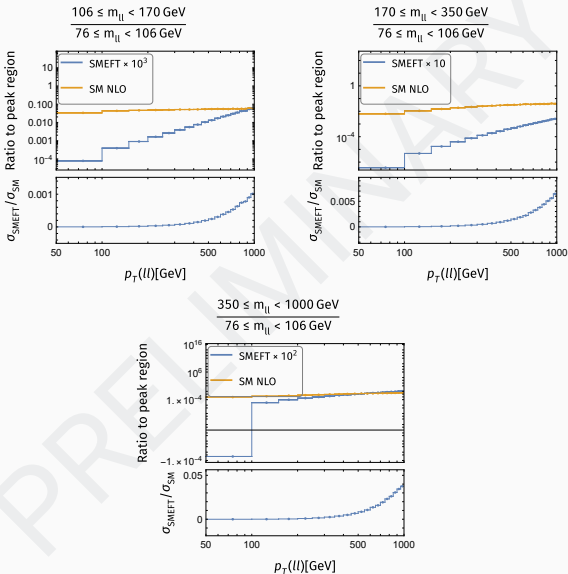 106 ≤ m_ll < 170 GeV
76 ≤ m_ll < 106 GeV
Ratio to peak region
10
1
0.100
0.010
0.001
10⁻⁴
SMEFT × 10³
SM NLO
σ_SMEFT/σ_SM
0.001
0
50 100 500 1000
p_T(ll)[GeV]
170 ≤ m_ll < 350 GeV
76 ≤ m_ll < 106 GeV
Ratio to peak region
1
10⁻⁴
SMEFT × 10
SM NLO
σ_SMEFT/σ_SM
0.005
0
50 100 500 1000
p_T(ll)[GeV]
350 ≤ m_ll < 1000 GeV
76 ≤ m_ll < 106 GeV
Ratio to peak region
10¹⁶
10⁶
1.×10⁻⁴
-1.×10⁻⁴
SMEFT × 10²
SM NLO
σ_SMEFT/σ_SM
0.05
0
50 100 500 1000
p_T(ll)[GeV]
PRELIMINARY